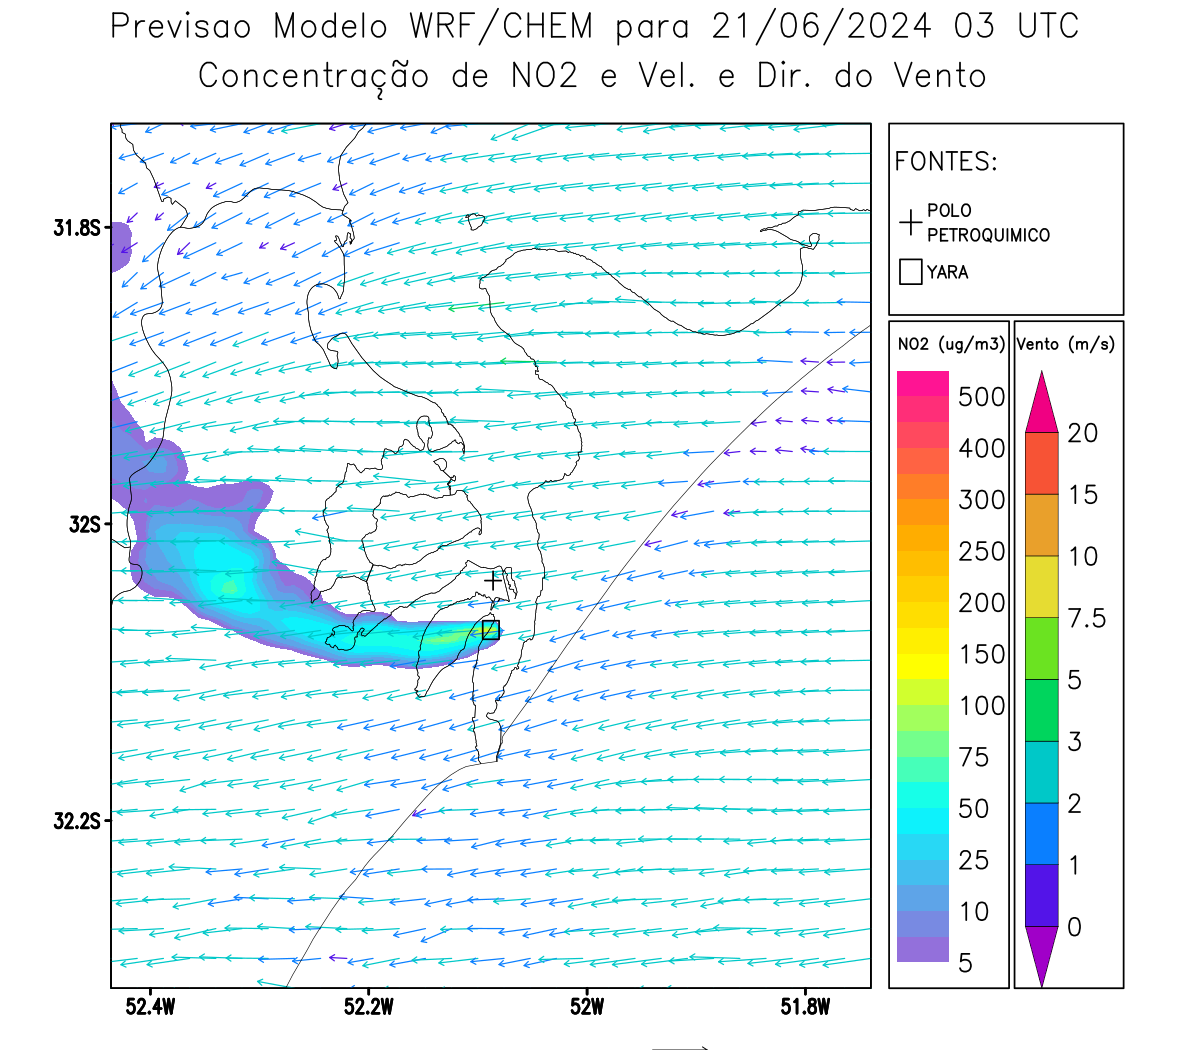 Previsao Modelo WRF/CHEM para 21/06/2024 03 UTC
Concentração de NO2 e Vel. e Dir. do Vento
FONTES:
POLO
PETROQUIMICO
YARA
NO2 (ug/m3)
500
400
300
250
200
150
100
75
50
25
10
5
Vento (m/s)
20
15
10
7.5
5
3
2
1
0
31.8S
32S
32.2S
52.4W
52.2W
52W
51.8W